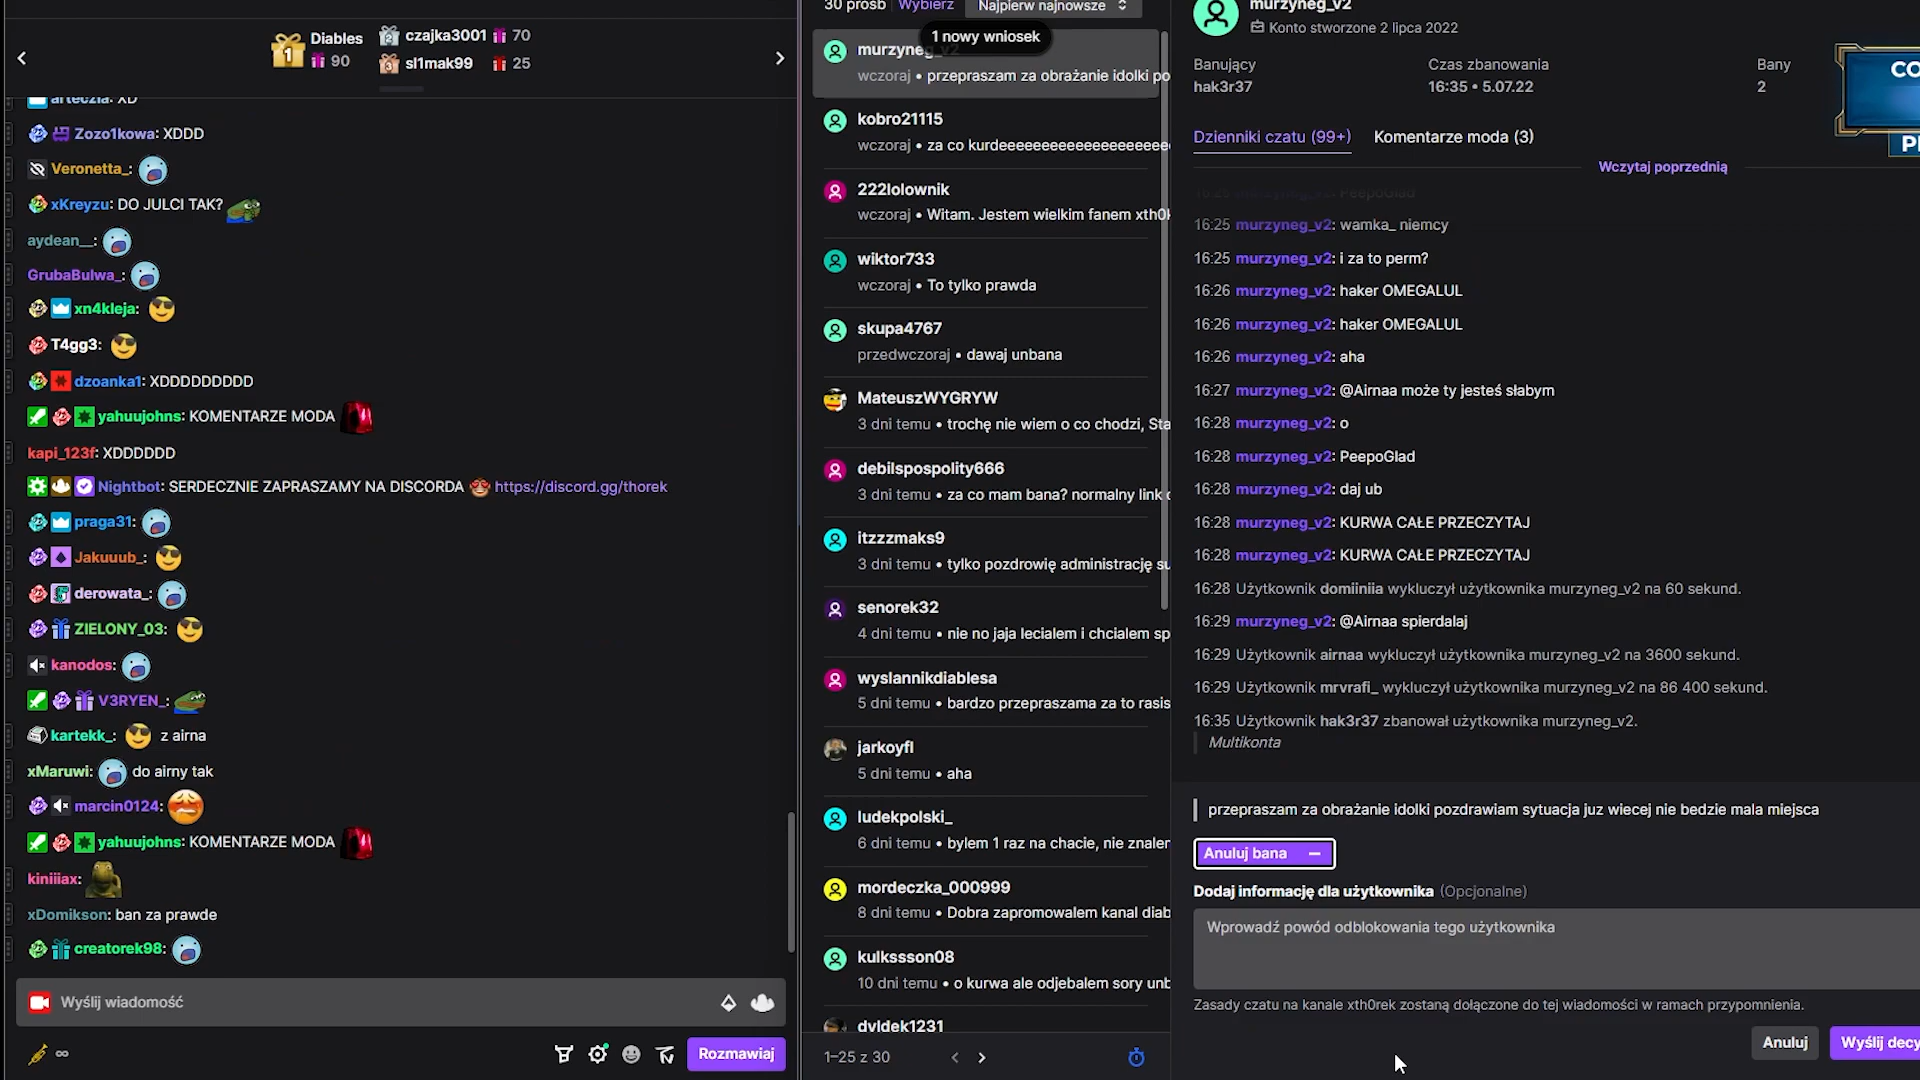 Diables
90
czajka3001 70
sl1mak99 25
arteczia: XD
Zozo1kowa: XDDD
Veronetta_:
xKreyzu: DO JULCI TAK?
aydean__:
GrubaBulwa_:
xn4kleja:
T4gg3:
dzoanka1: XDDDDDDDDD
yahuujohns: KOMENTARZE MODA
kapi_123f: XDDDDDD
Nightbot: SERDECZNIE ZAPRASZAMY NA DISCORDA https://discord.gg/thorek
praga31:
Jakuuub_:
derowata_:
ZIELONY_03:
kanodos:
V3RYEN_:
kartekk_: z airna
xMaruwi: do airny tak
marcin0124:
yahuujohns: KOMENTARZE MODA
kiniiiax:
xDomikson: ban za prawde
creatorek98:
Wyślij wiadomość
∞
Rozmawiaj
30 próśb Wybierz Najpierw najnowsze
1 nowy wniosek
murzyneg_v2
wczoraj • przepraszam za obrażanie idolki po
kobro21115
wczoraj • za co kurdeeeeeeeeeeeeeeeeeeee
222lolownik
wczoraj • Witam. Jestem wielkim fanem xth0r
wiktor733
wczoraj • To tylko prawda
skupa4767
przedwczoraj • dawaj unbana
MateuszWYGRYW
3 dni temu • trochę nie wiem o co chodzi, Sta
debilspospolity666
3 dni temu • za co mam bana? normalny link
itzzzmaks9
3 dni temu • tylko pozdrowię administrację su
senorek32
4 dni temu • nie no jaja lecialem i chcialem sp
wyslannikdiablesa
5 dni temu • bardzo przepraszama za to rasis
jarkoyfl
5 dni temu • aha
ludekpolski_
6 dni temu • bylem 1 raz na chacie, nie znaler
mordeczka_000999
8 dni temu • Dobra zapromowalem kanal diab
kulkssson08
10 dni temu • o kurwa ale odjebalem sory unb
dyldek1231
1–25 z 30
murzyneg_v2
Konto stworzone 2 lipca 2022
Banujący Czas zbanowania Bany
hak3r37 16:35 • 5.07.22 2
Dzienniki czatu (99+) Komentarze moda (3)
Wczytaj poprzednią
16:25 murzyneg_v2: PeepoGlad
16:25 murzyneg_v2: wamka_ niemcy
16:25 murzyneg_v2: i za to perm?
16:26 murzyneg_v2: haker OMEGALUL
16:26 murzyneg_v2: haker OMEGALUL
16:26 murzyneg_v2: aha
16:27 murzyneg_v2: @Airnaa może ty jesteś słabym
16:28 murzyneg_v2: o
16:28 murzyneg_v2: PeepoGlad
16:28 murzyneg_v2: daj ub
16:28 murzyneg_v2: KURWA CAŁE PRZECZYTAJ
16:28 murzyneg_v2: KURWA CAŁE PRZECZYTAJ
16:28 Użytkownik domiiniia wykluczył użytkownika murzyneg_v2 na 60 sekund.
16:29 murzyneg_v2: @Airnaa spierdalaj
16:29 Użytkownik airnaa wykluczył użytkownika murzyneg_v2 na 3600 sekund.
16:29 Użytkownik mrvrafi_ wykluczył użytkownika murzyneg_v2 na 86 400 sekund.
16:35 Użytkownik hak3r37 zbanował użytkownika murzyneg_v2.
Multikonta
przepraszam za obrażanie idolki pozdrawiam sytuacja juz wiecej nie bedzie mala miejsca
Anuluj bana
Dodaj informację dla użytkownika (Opcjonalne)
Wprowadź powód odblokowania tego użytkownika
Zasady czatu na kanale xth0rek zostaną dołączone do tej wiadomości w ramach przypomnienia.
Anuluj Wyślij decy
CO
P